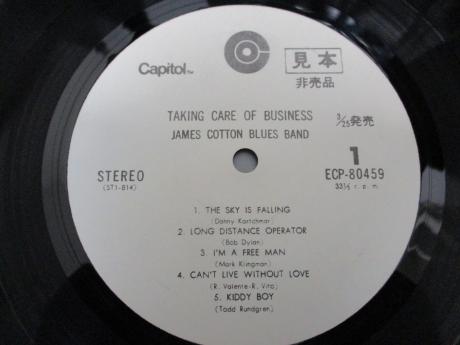 Capitol™
見本
非売品
TAKING CARE OF BUSINESS
JAMES COTTON BLUES BAND
3/25発売
STEREO
(ST1-814)
1
ECP-80459
33⅓ r. p. m.
1. THE SKY IS FALLING
(Danny Kortchmar)
2. LONG DISTANCE OPERATOR
(Bob Dylan)
3. I'M A FREE MAN
(Mark Klingman)
4. CAN'T LIVE WITHOUT LOVE
(R. Valente-R. Vito)
5. KIDDY BOY
(Todd Rundgren)